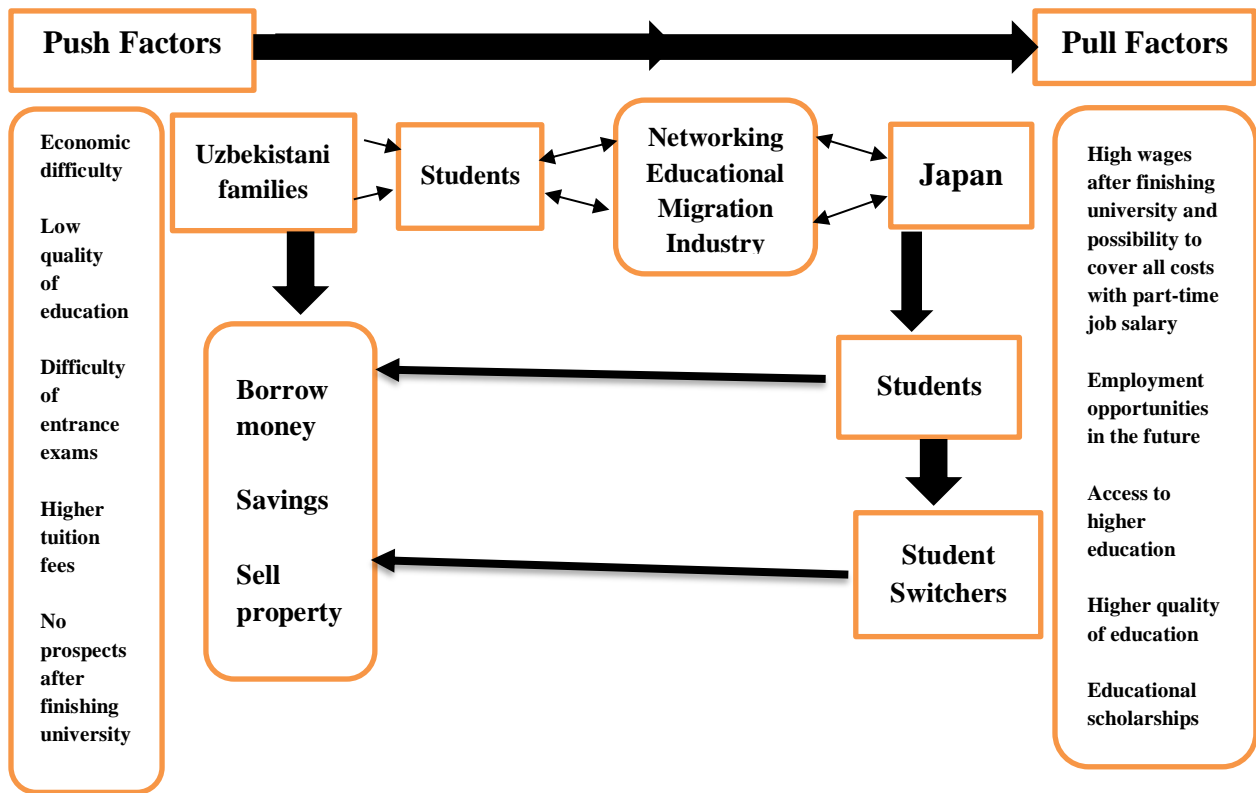 Push Factors
Pull Factors
Economic
difficulty
Low
quality
of
education
Difficulty
of
entrance
exams
Higher
tuition
fees
No
prospects
after
finishing
university
Uzbekistani
families
Students
Networking
Educational
Migration
Industry
Japan
Borrow
money
Savings
Sell
property
Students
Student
Switchers
High wages
after finishing
university and
possibility to
cover all costs
with part-time
job salary
Employment
opportunities
in the future
Access to
higher
education
Higher quality
of education
Educational
scholarships